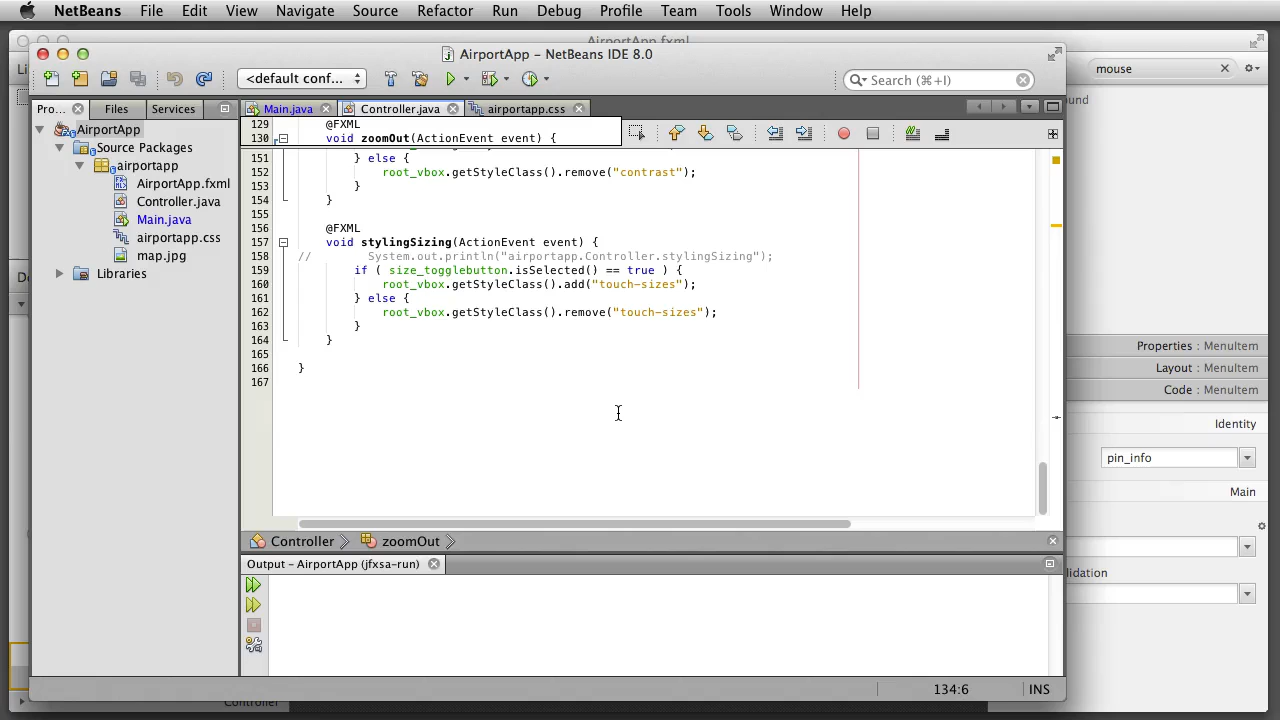 NetBeans File Edit View Navigate Source Refactor Run Debug Profile Team Tools Window Help
AirportApp.fxml
AirportApp – NetBeans IDE 8.0
<default conf...
Search (⌘+I)
mouse
Pro... Files Services
Main.java Controller.java airportapp.css
AirportApp
Source Packages
airportapp
AirportApp.fxml
Controller.java
Main.java
airportapp.css
map.jpg
Libraries
129 @FXML
130 void zoomOut(ActionEvent event) {
151 } else {
152 root_vbox.getStyleClass().remove("contrast");
153 }
154 }
155
156 @FXML
157 void stylingSizing(ActionEvent event) {
158 // System.out.println("airportapp.Controller.stylingSizing");
159 if ( size_togglebutton.isSelected() == true ) {
160 root_vbox.getStyleClass().add("touch-sizes");
161 } else {
162 root_vbox.getStyleClass().remove("touch-sizes");
163 }
164 }
165
166 }
167
Controller zoomOut
Output – AirportApp (jfxsa-run)
134:6 INS
Properties : MenuItem
Layout : MenuItem
Code : MenuItem
Identity
pin_info
Main
Controller